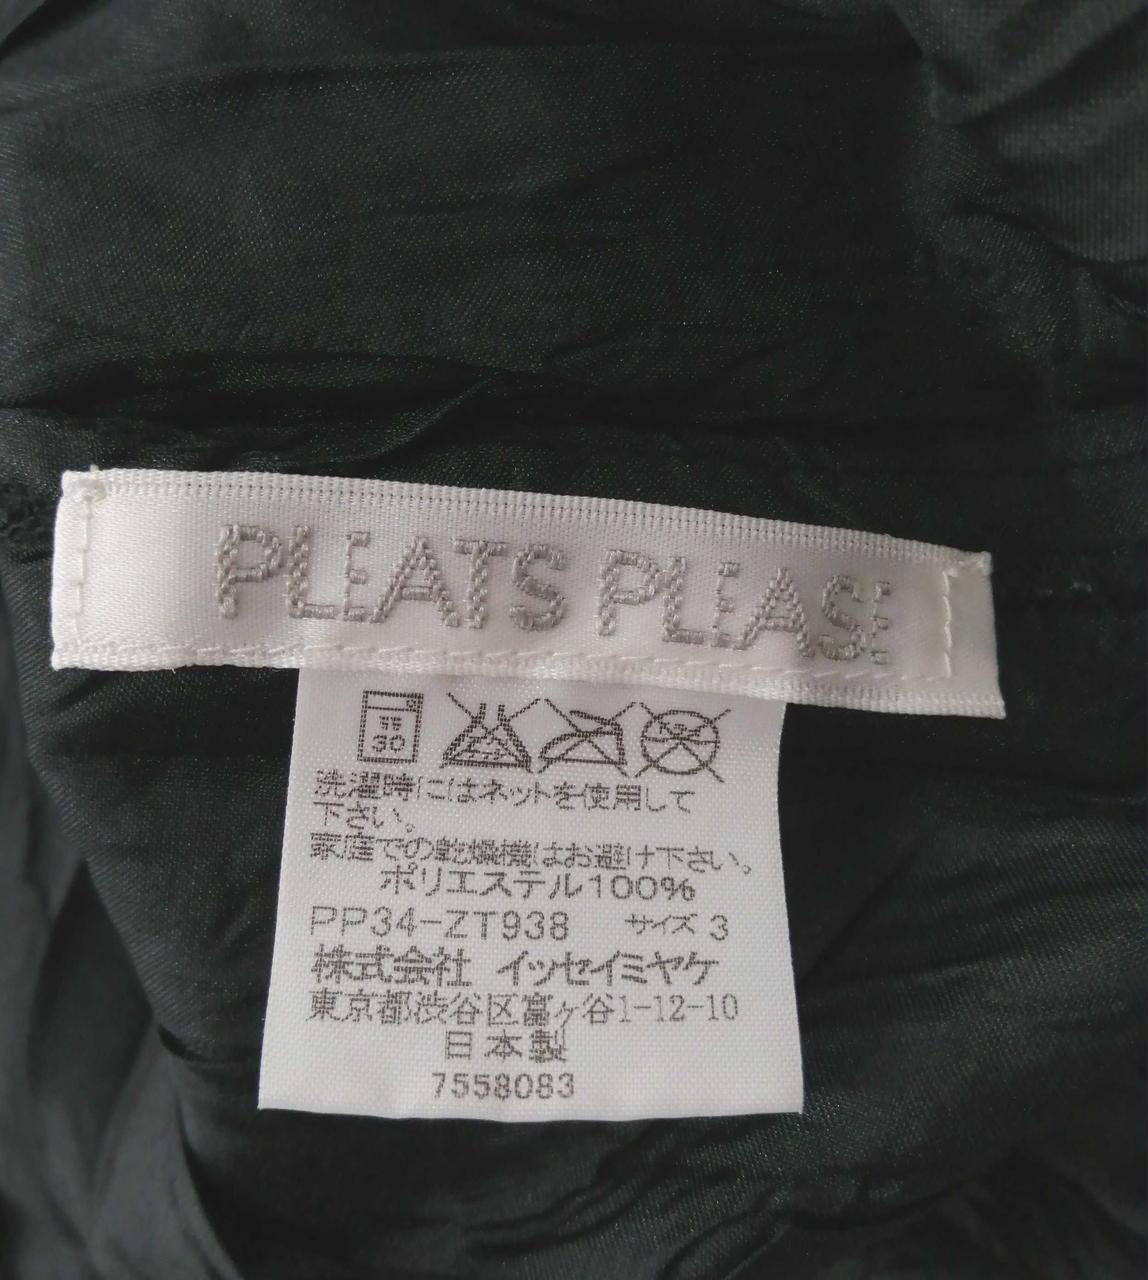 PLEATS PLEASE
弱
30
洗濯時にはネットを使用して
下さい。
家庭での乾燥機はお避け下さい。
ポリエステル100%
PP34-ZT938 サイズ 3
株式会社 イッセイミヤケ
東京都渋谷区富ヶ谷1-12-10
日本製
7558083